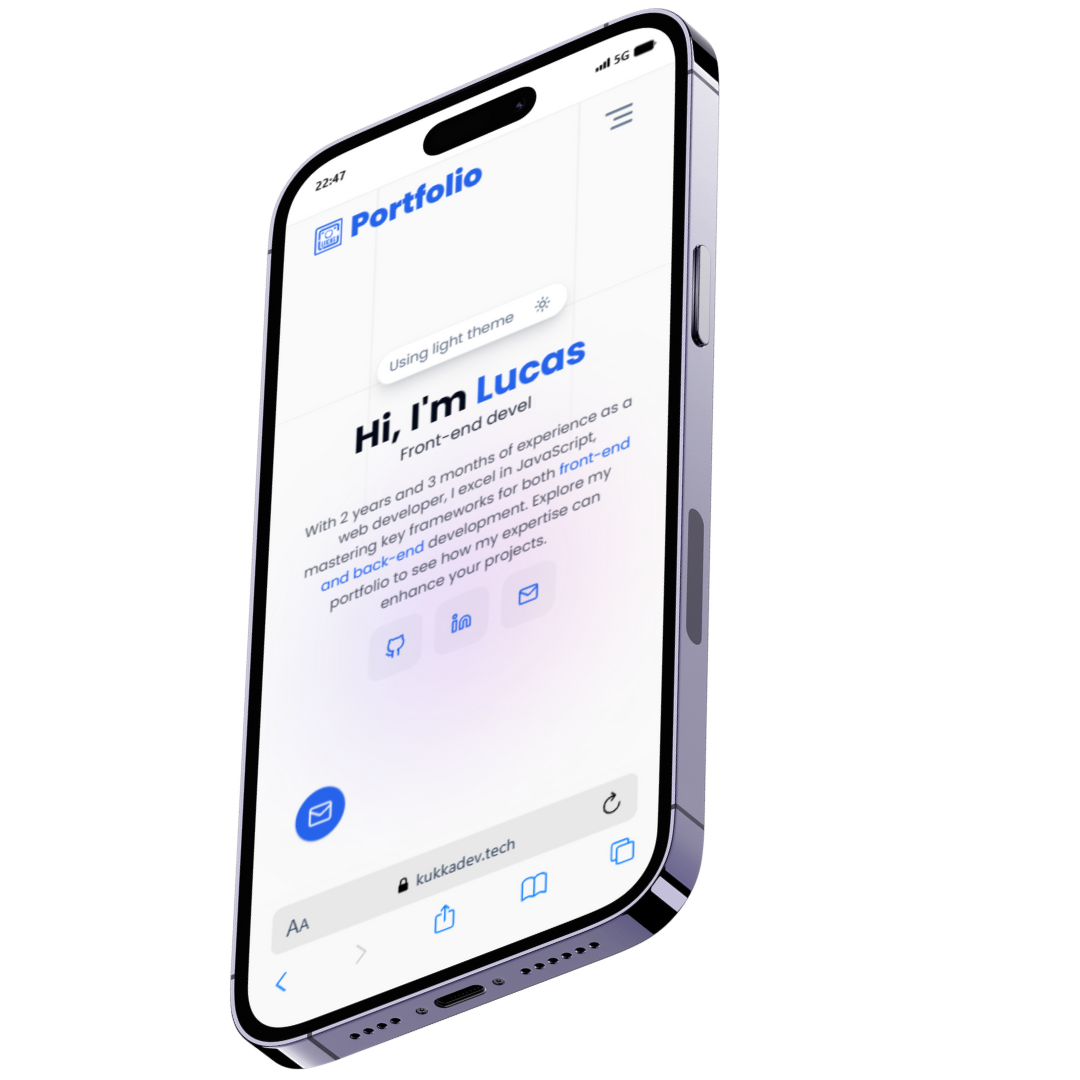 22:47
5G
Portfolio
Using light theme
Hi, I'm Lucas
Front-end devel
With 2 years and 3 months of experience as a
web developer, I excel in JavaScript,
mastering key frameworks for both front-end
and back-end development. Explore my
portfolio to see how my expertise can
enhance your projects.
AA
kukkadev.tech